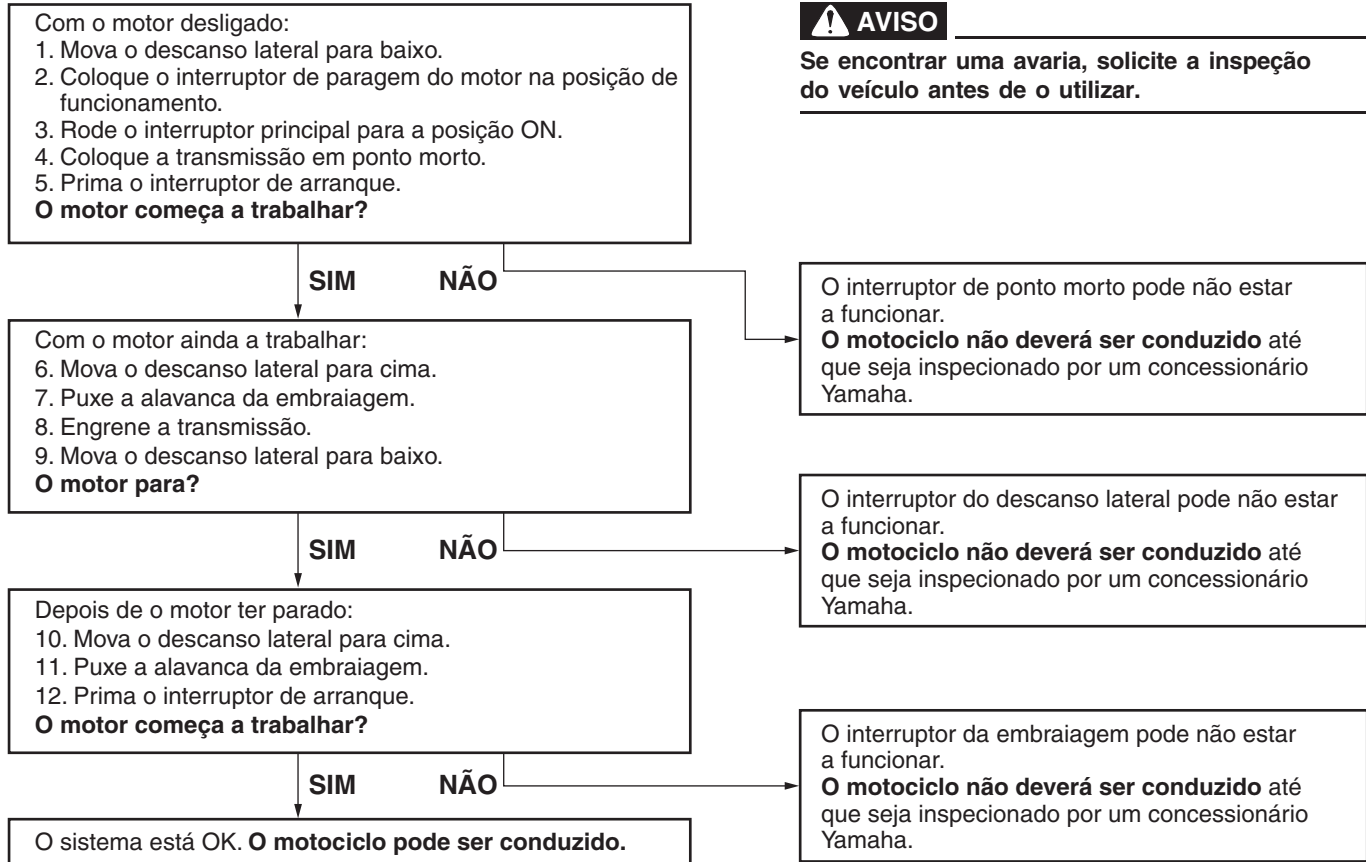 Com o motor desligado:
1. Mova o descanso lateral para baixo.
2. Coloque o interruptor de paragem do motor na posição de
funcionamento.
3. Rode o interruptor principal para a posição ON.
4. Coloque a transmissão em ponto morto.
5. Prima o interruptor de arranque.
O motor começa a trabalhar?
AVISO
Se encontrar uma avaria, solicite a inspeção
do veículo antes de o utilizar.
SIM NÃO
O interruptor de ponto morto pode não estar
a funcionar.
O motociclo não deverá ser conduzido até
que seja inspecionado por um concessionário
Yamaha.
Com o motor ainda a trabalhar:
6. Mova o descanso lateral para cima.
7. Puxe a alavanca da embraiagem.
8. Engrene a transmissão.
9. Mova o descanso lateral para baixo.
O motor para?
SIM NÃO
O interruptor do descanso lateral pode não estar
a funcionar.
O motociclo não deverá ser conduzido até
que seja inspecionado por um concessionário
Yamaha.
Depois de o motor ter parado:
10. Mova o descanso lateral para cima.
11. Puxe a alavanca da embraiagem.
12. Prima o interruptor de arranque.
O motor começa a trabalhar?
SIM NÃO
O interruptor da embraiagem pode não estar
a funcionar.
O motociclo não deverá ser conduzido até
que seja inspecionado por um concessionário
Yamaha.
O sistema está OK. O motociclo pode ser conduzido.